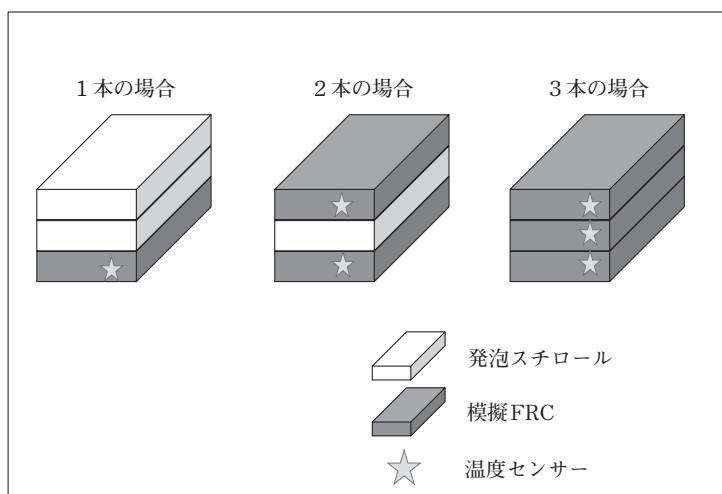 1本の場合
2本の場合
3本の場合
発泡スチロール
模擬FRC
温度センサー